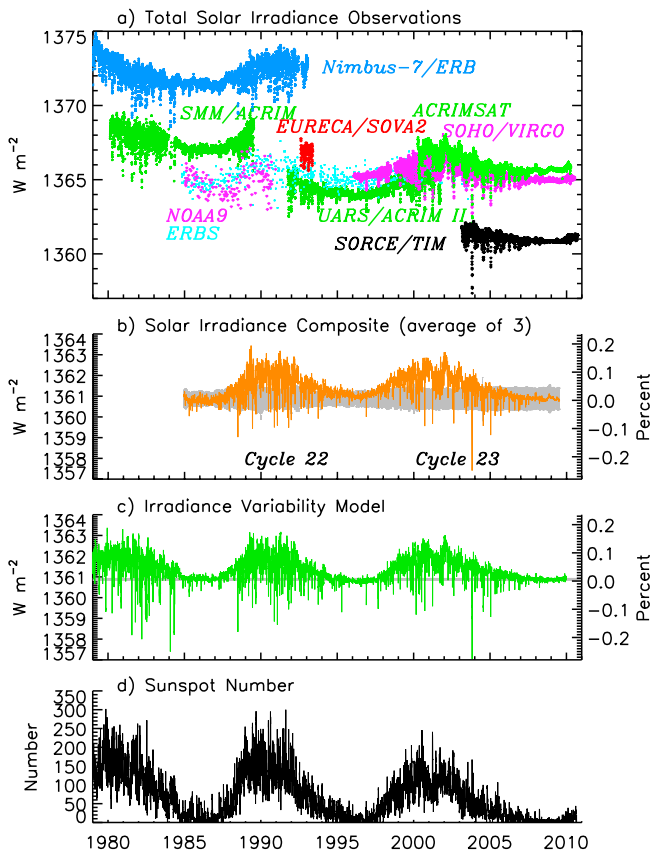 a) Total Solar Irradiance Observations
1375
Nimbus-7/ERB
1370
SMM/ACRIM
ACRIMSAT
EURECA/SOVA2
SOHO/VIRGO
W m⁻²
1365
NOAA9
UARS/ACRIM II
ERBS
SORCE/TIM
1360
b) Solar Irradiance Composite (average of 3)
1364
1363
1362
1361
1360
1359
1358
1357
W m⁻²
0.2
0.1
0.0
−0.1
−0.2
Percent
Cycle 22
Cycle 23
c) Irradiance Variability Model
1364
1363
1362
1361
1360
1359
1358
1357
W m⁻²
0.2
0.1
0.0
−0.1
−0.2
Percent
d) Sunspot Number
350
300
250
200
150
100
50
0
Number
1980 1985 1990 1995 2000 2005 2010